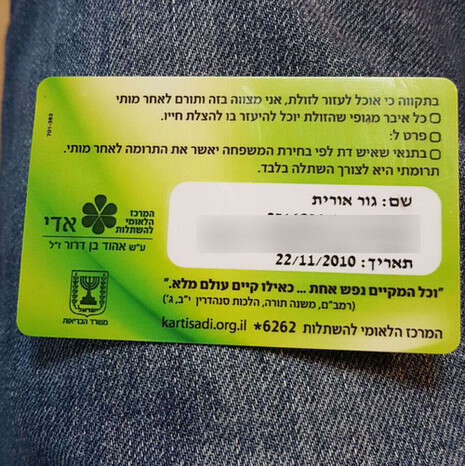 בתקווה כי אוכל לעזור לזולת, אני מצווה בזה ותורם לאחר מותי
כל איבר מגופי שהזולת יוכל להיעזר בו להצלת חייו.
פרט ל:
בתנאי שאיש דת לפי בחירת המשפחה יאשר את התרומה לאחר מותי.
תרומתי היא לצורך השתלה בלבד.
701-383
שם: גור אורית
תאריך: 22/11/2010
אדי
המרכז
הלאומי
להשתלות
ע"ש אהוד בן דרור ז"ל
ישראל
משרד הבריאות
"וכל המקיים נפש אחת ... כאילו קיים עולם מלא."
(רמב"ם, משנה תורה, הלכות סנהדרין י"ב, ג')
המרכז הלאומי להשתלות 6262* kartisadi.org.il